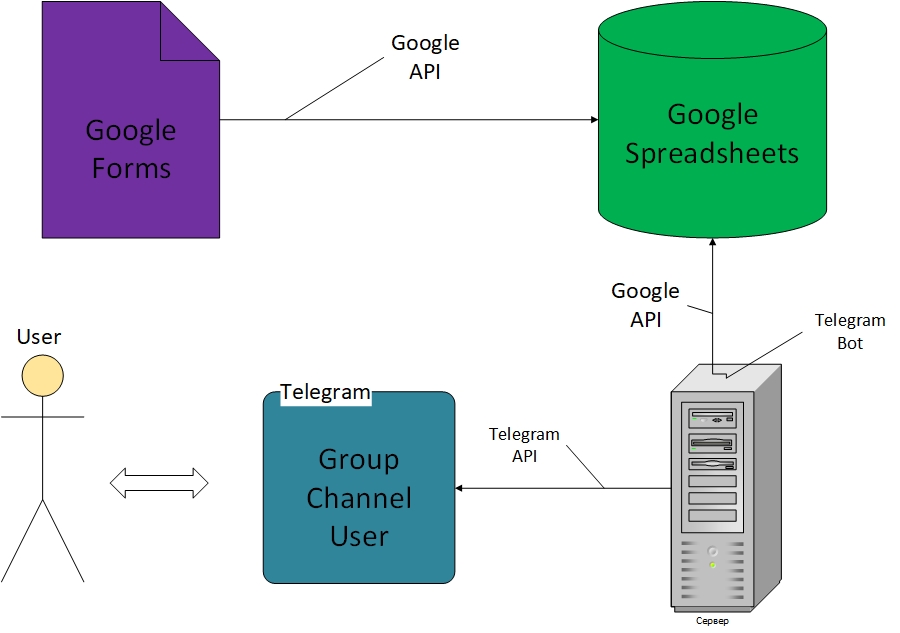 Google
API
Google
Forms
Google
Spreadsheets
Google
API
Telegram
Bot
User
Telegram
Group
Channel
User
Telegram
API
Сервер